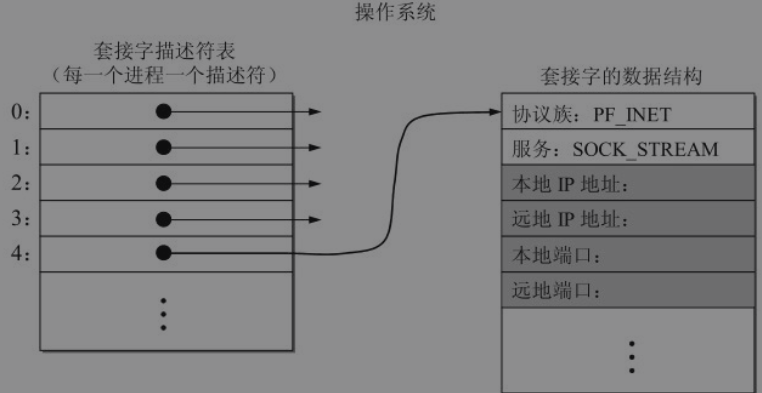 操作系统
套接字描述符表
（每一个进程一个描述符）
0:
1:
2:
3:
4:
套接字的数据结构
协议族：PF_INET
服务：SOCK_STREAM
本地 IP 地址：
远地 IP 地址：
本地端口：
远地端口：